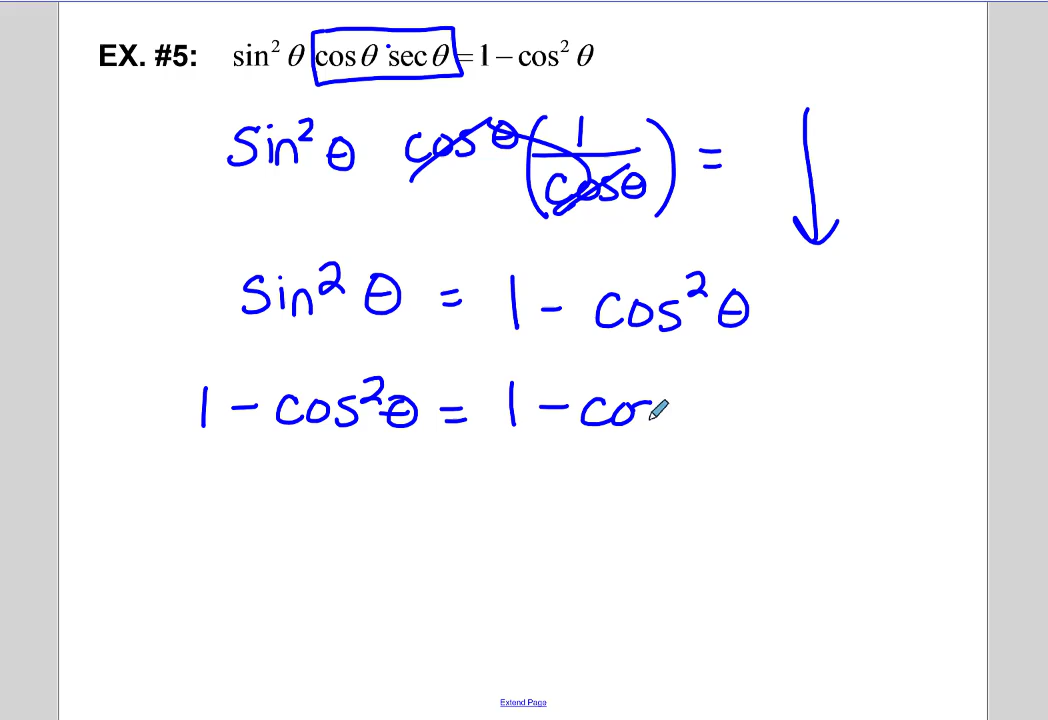 EX. #5: sin² θ cos θ sec θ = 1 − cos² θ
Sin² θ cos θ (1/cos θ) =
Sin² θ = 1 - cos² θ
1 - cos² θ = 1 - cos
Extend Page